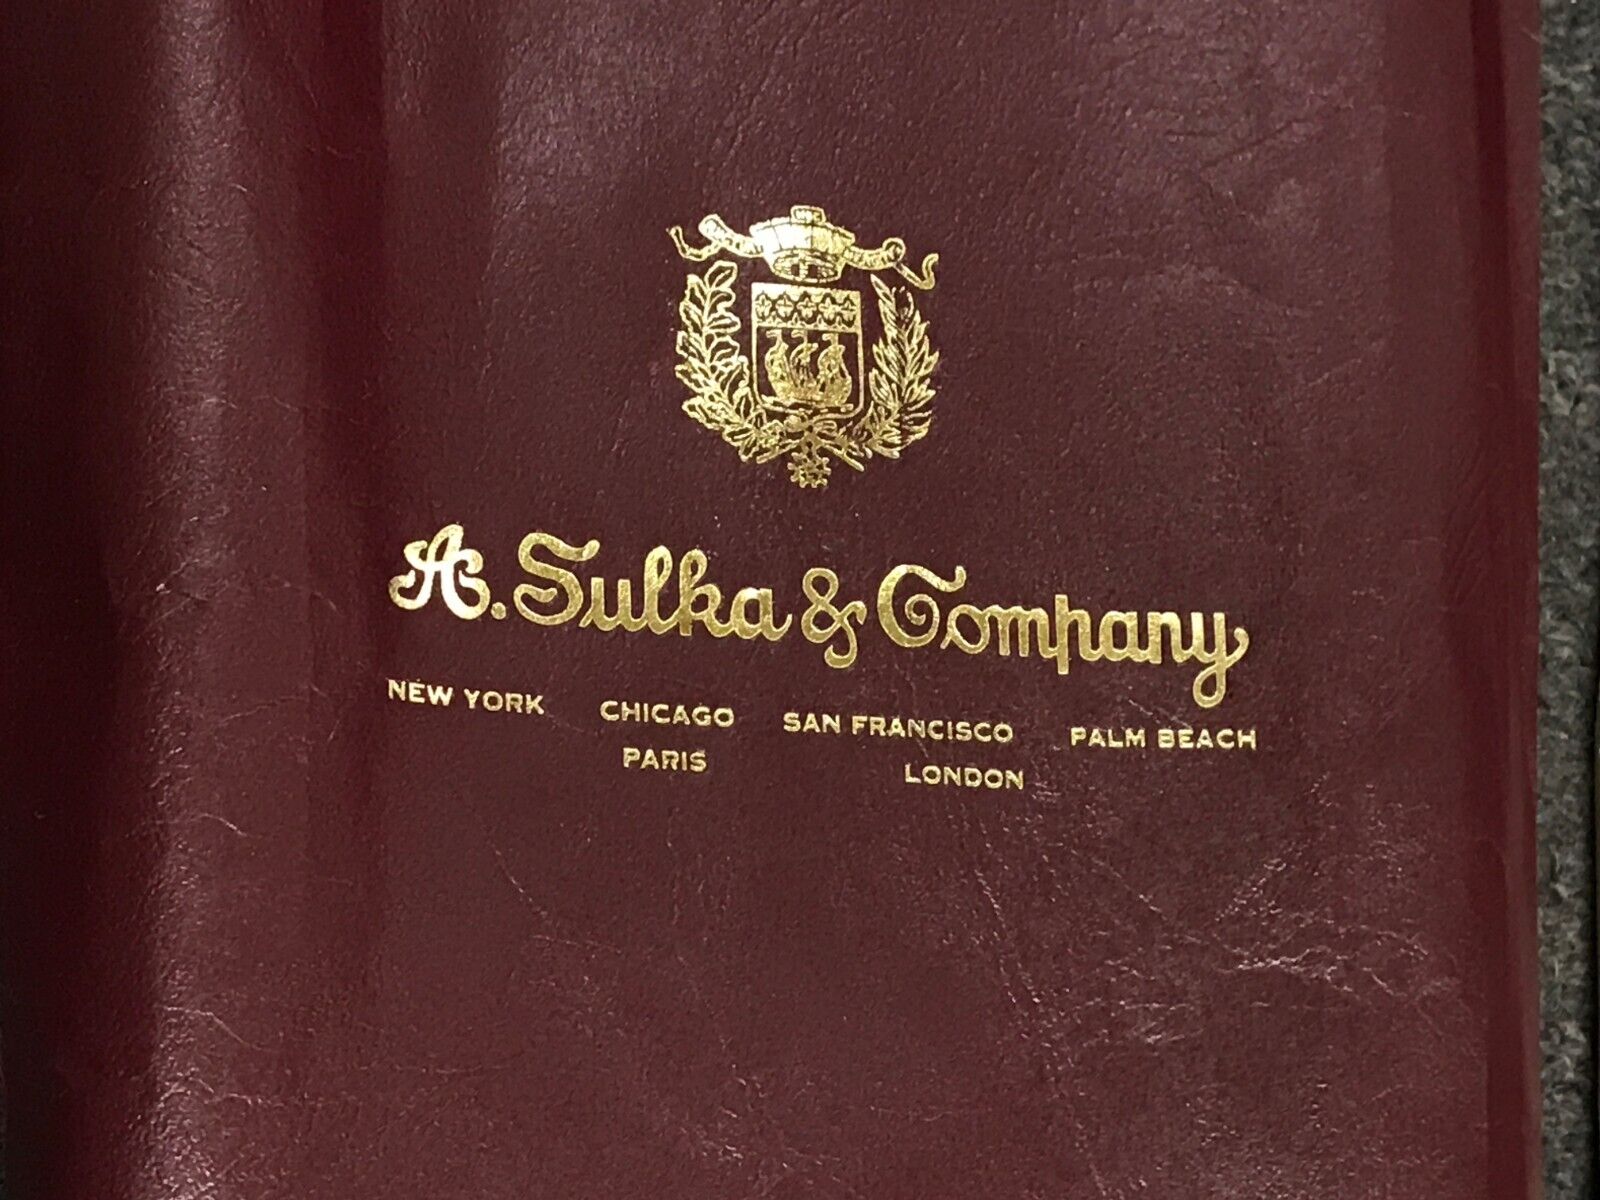 A. Sulka & Company
NEW YORK CHICAGO SAN FRANCISCO PALM BEACH
PARIS LONDON